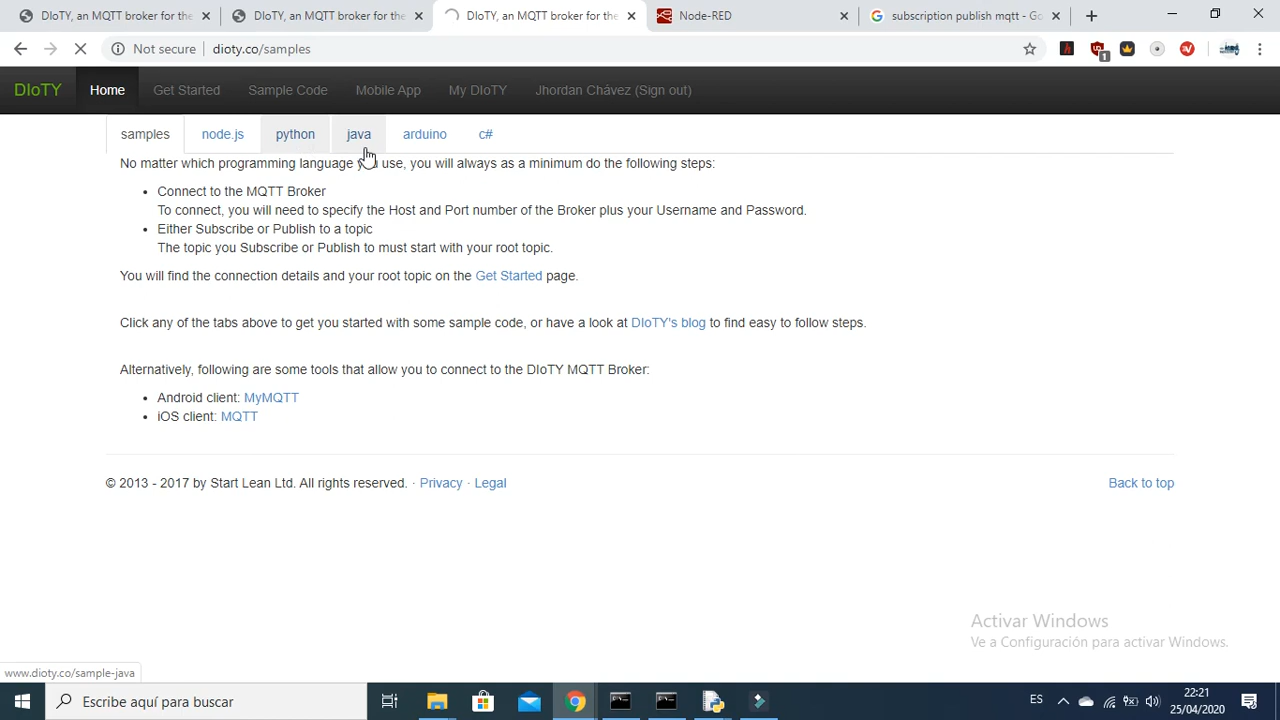 DIoTY, an MQTT broker for the
DIoTY, an MQTT broker for the
DIoTY, an MQTT broker for the
Node-RED
subscription publish mqtt - Go
Not secure
dioty.co/samples
DIoTY
Home
Get Started
Sample Code
Mobile App
My DIoTY
Jhordan Chávez (Sign out)
samples
node.js
python
java
arduino
c#
No matter which programming language you use, you will always as a minimum do the following steps:
Connect to the MQTT Broker
To connect, you will need to specify the Host and Port number of the Broker plus your Username and Password.
Either Subscribe or Publish to a topic
The topic you Subscribe or Publish to must start with your root topic.
You will find the connection details and your root topic on the Get Started page.
Click any of the tabs above to get you started with some sample code, or have a look at DIoTY's blog to find easy to follow steps.
Alternatively, following are some tools that allow you to connect to the DIoTY MQTT Broker:
Android client: MyMQTT
iOS client: MQTT
© 2013 - 2017 by Start Lean Ltd. All rights reserved. · Privacy · Legal
Back to top
Activar Windows
Ve a Configuración para activar Windows.
www.dioty.co/sample-java
Escribe aquí para buscar
ES
22:21
25/04/2020